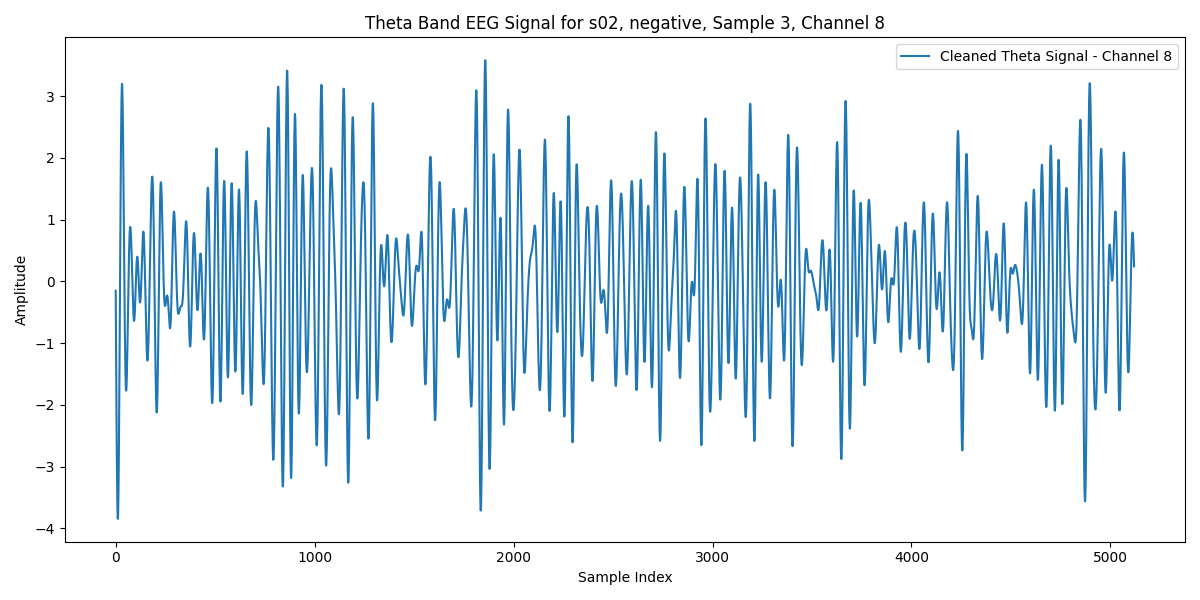 Theta Band EEG Signal for s02, negative, Sample 3, Channel 8
Cleaned Theta Signal - Channel 8
Amplitude
3
2
1
0
−1
−2
−3
−4
0 1000 2000 3000 4000 5000
Sample Index